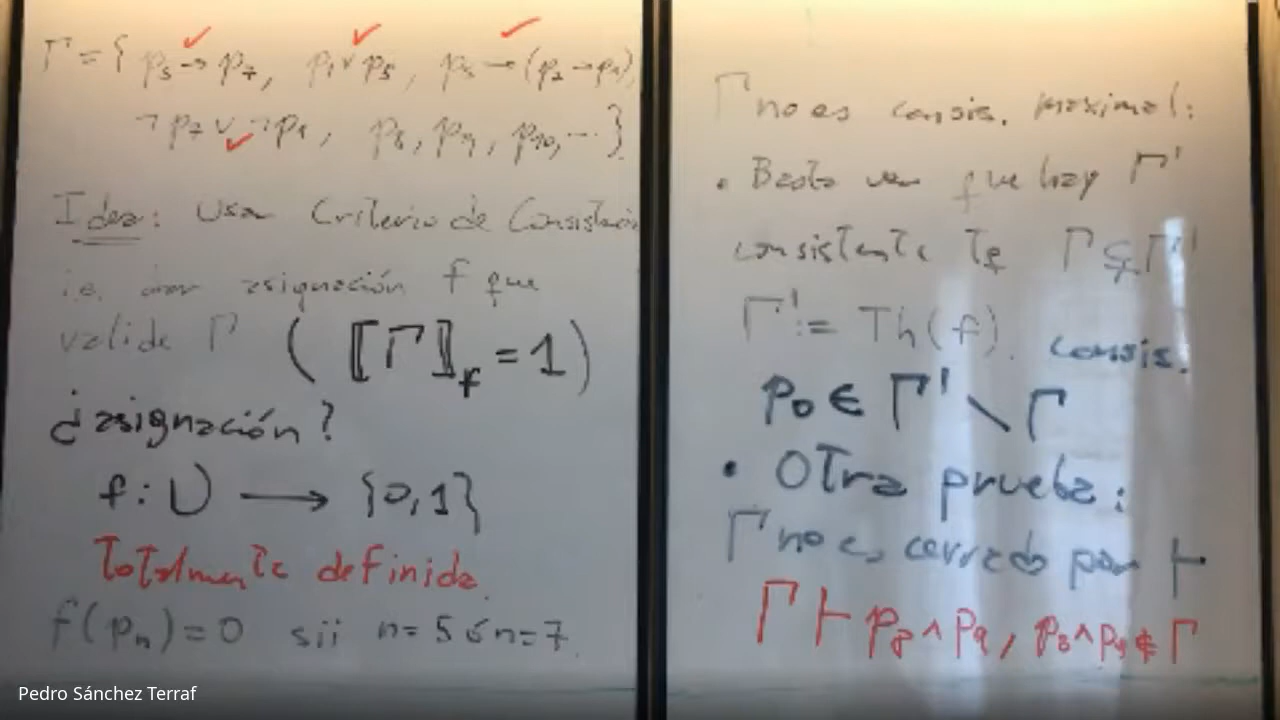 Γ = { p₅ → p₇, p₁ ∨ p₅, p₅ → (p₂ → p₁),
¬p₇ ∨ ¬p₁, p₈, p₉, p₁₀, ... }
Idea: Usar Criterio de Consistencia
i.e. dar asignación f que
valide Γ ( ⟦Γ⟧_f = 1 )
¿asignación?
f : U → {0,1}
Totalmente definida.
f(pₙ) = 0 sii n = 5 ó n = 7.
Γ no es consis. maximal:
• Basta ver que hay Γ'
consistente tq Γ ⊊ Γ'
Γ' := Th(f). consis.
p₀ ∈ Γ' \ Γ
• Otra prueba:
Γ no es cerrado por ⊢
Γ ⊢ p₈ ∧ p₉, p₈ ∧ p₉ ∉ Γ
Pedro Sánchez Terraf